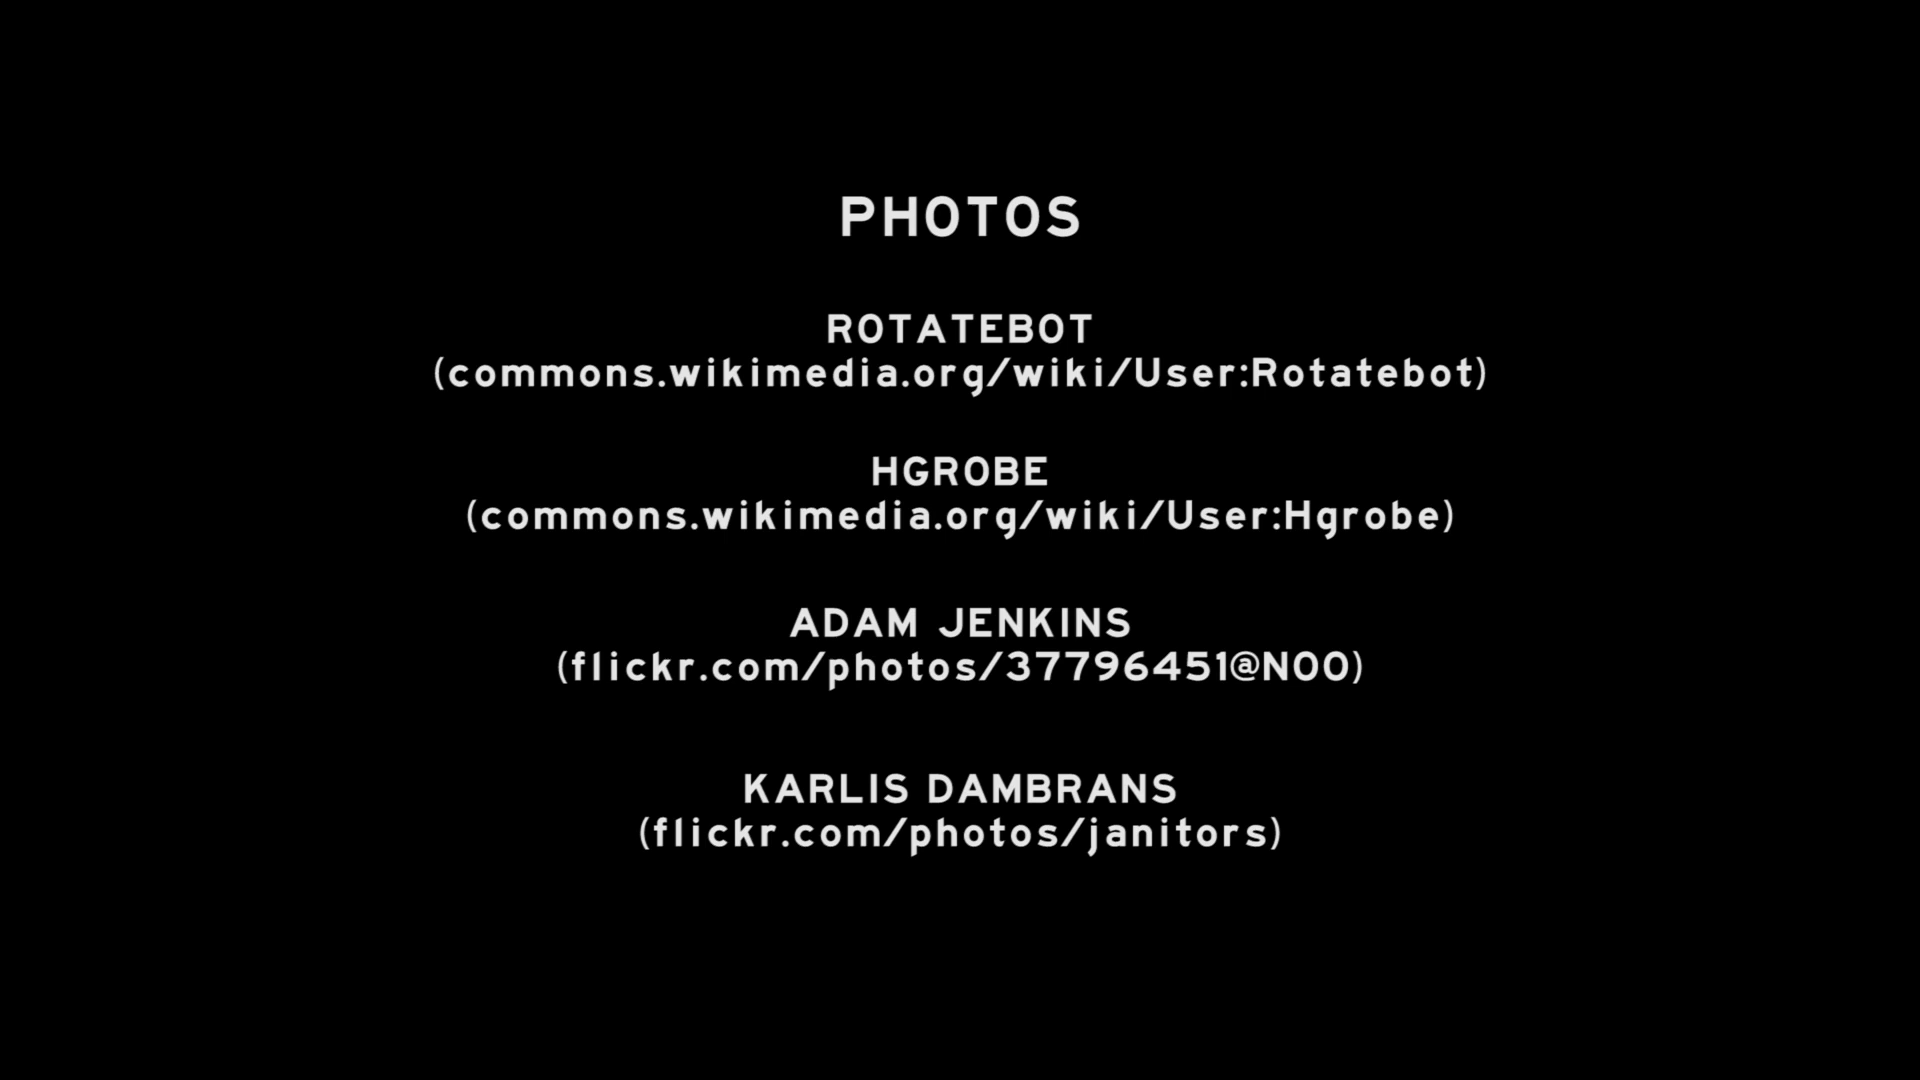 PHOTOS
ROTATEBOT
(commons.wikimedia.org/wiki/User:Rotatebot)
HGROBE
(commons.wikimedia.org/wiki/User:Hgrobe)
ADAM JENKINS
(flickr.com/photos/37796451@N00)
KARLIS DAMBRANS
(flickr.com/photos/janitors)